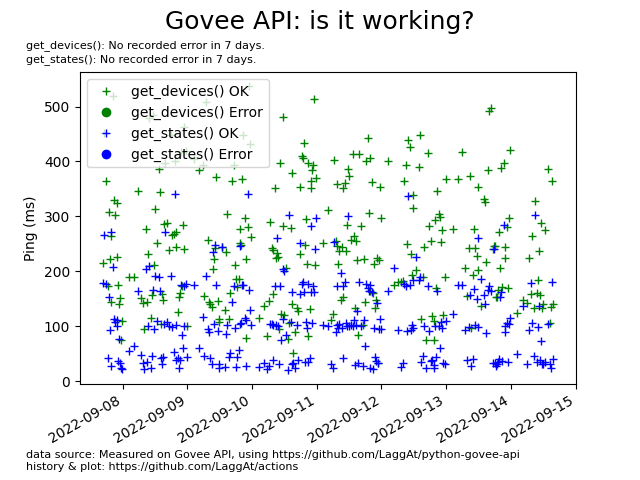 Govee API: is it working?
get_devices(): No recorded error in 7 days.
get_states(): No recorded error in 7 days.
get_devices() OK
get_devices() Error
get_states() OK
get_states() Error
Ping (ms)
500
400
300
200
100
0
2022-09-08
2022-09-09
2022-09-10
2022-09-11
2022-09-12
2022-09-13
2022-09-14
2022-09-15
data source: Measured on Govee API, using https://github.com/LaggAt/python-govee-api
history & plot: https://github.com/LaggAt/actions